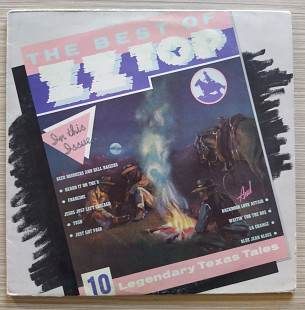 THE BEST OF
ZZ TOP
In this
Issue
BEER DRINKERS AND HELL RAISERS
HEARD IT ON THE X
FRANCINE
JESUS JUST LEFT CHICAGO
TUSH
JUST GOT PAID
And
BACKDOOR LOVE AFFAIR
WAITIN' FOR THE BUS
LA GRANGE
BLUE JEAN BLUES
10 Legendary Texas Tales